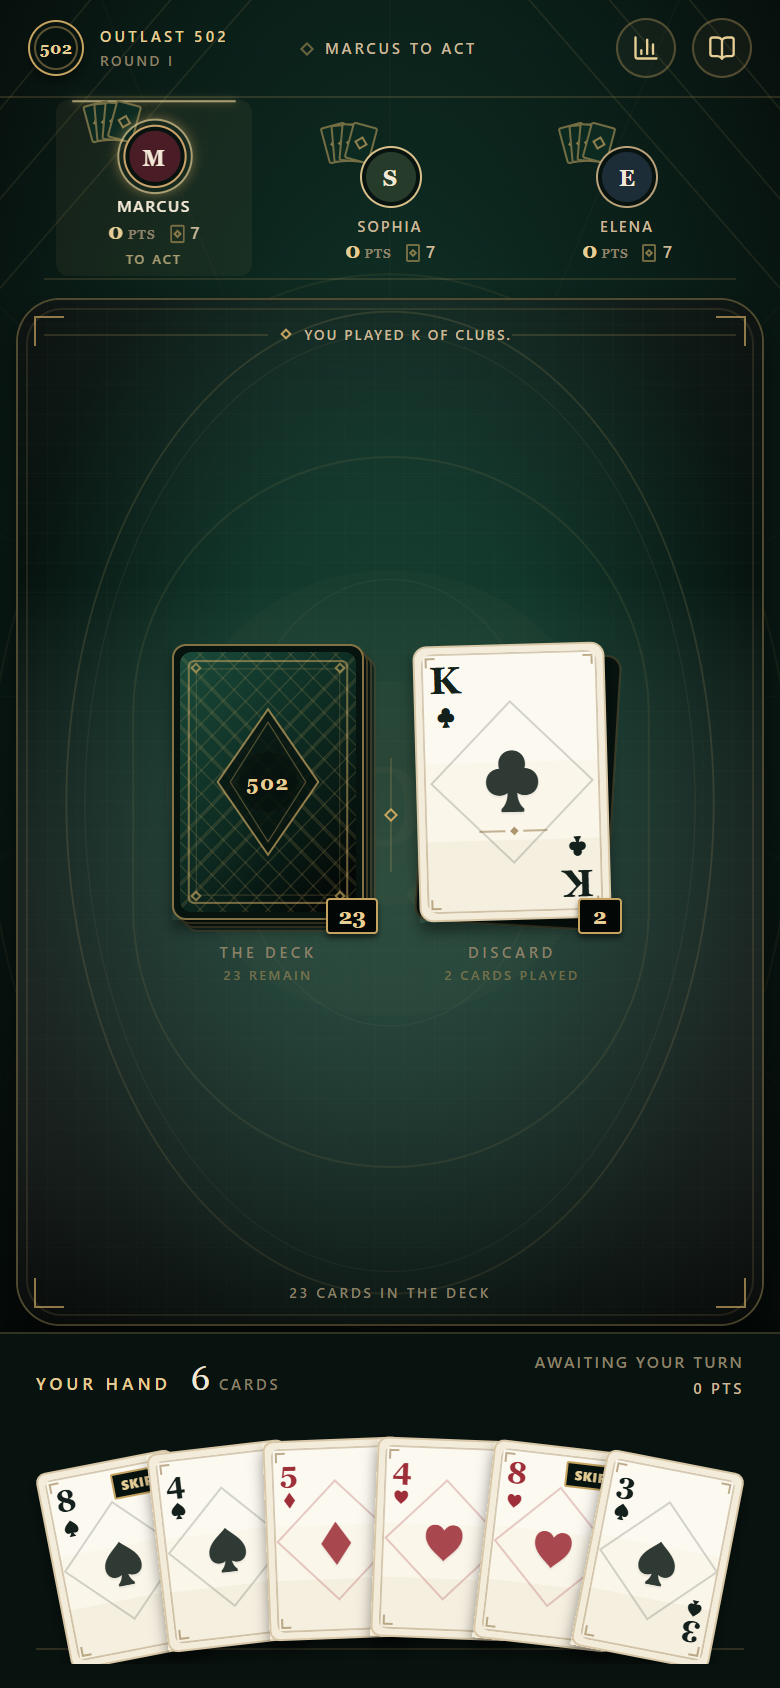 502
OUTLAST 502
ROUND I
MARCUS TO ACT
M
MARCUS
0 PTS 7
TO ACT
S
SOPHIA
0 PTS 7
E
ELENA
0 PTS 7
YOU PLAYED K OF CLUBS.
502
23
THE DECK
23 REMAIN
K
K
2
DISCARD
2 CARDS PLAYED
23 CARDS IN THE DECK
YOUR HAND 6 CARDS
AWAITING YOUR TURN
0 PTS
8
4
5
4
8
3
3